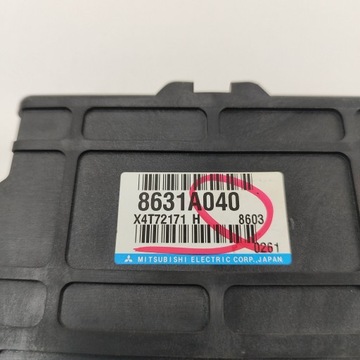 8631A040
X4T72171 H 8603
0261
MITSUBISHI ELECTRIC CORP., JAPAN